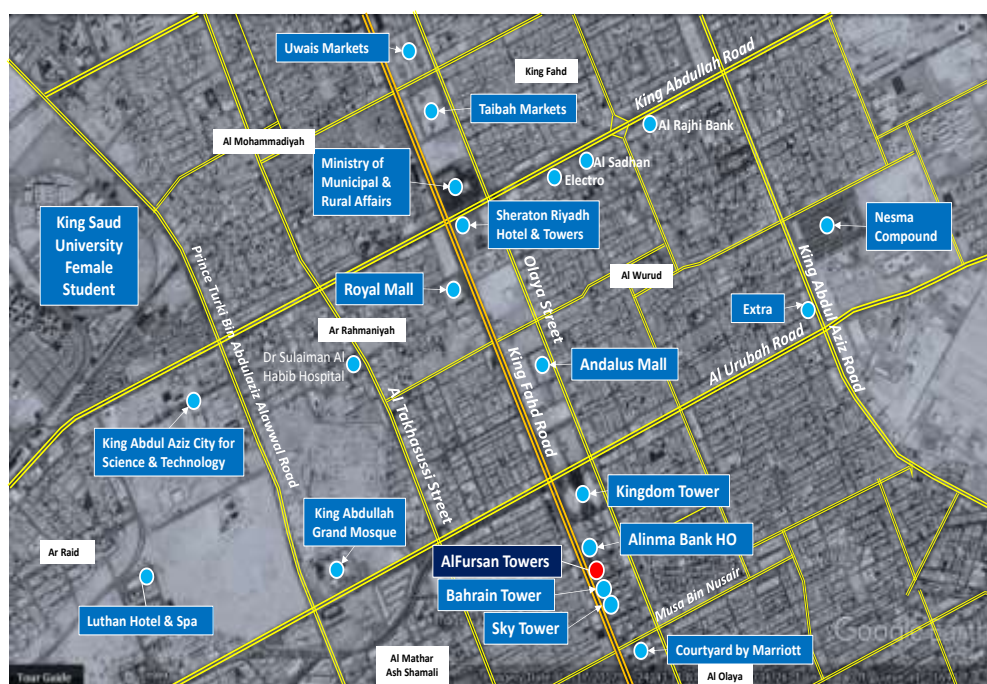 Uwais Markets
King Fahd
King Abdullah Road
Taibah Markets
Al Rajhi Bank
Al Mohammadiyah
Ministry of
Municipal &
Rural Affairs
Al Sadhan
Electro
King Saud
University
Female
Student
Sheraton Riyadh
Hotel & Towers
Nesma
Compound
Prince Turki Bin Abdulaziz Alawwal Road
Olaya Street
Al Wurud
King Abdul Aziz Road
Royal Mall
Extra
Ar Rahmaniyah
Al Urubah Road
Dr Sulaiman Al
Habib Hospital
King Fahd Road
Andalus Mall
Al Takhasussi Street
King Abdul Aziz City for
Science & Technology
Kingdom Tower
King Abdullah
Grand Mosque
Alinma Bank HO
Ar Raid
AlFursan Towers
Bahrain Tower
Musa Bin Nusair
Luthan Hotel & Spa
Sky Tower
Courtyard by Marriott
Al Mathar
Ash Shamali
Al Olaya
Tour Guide
Google